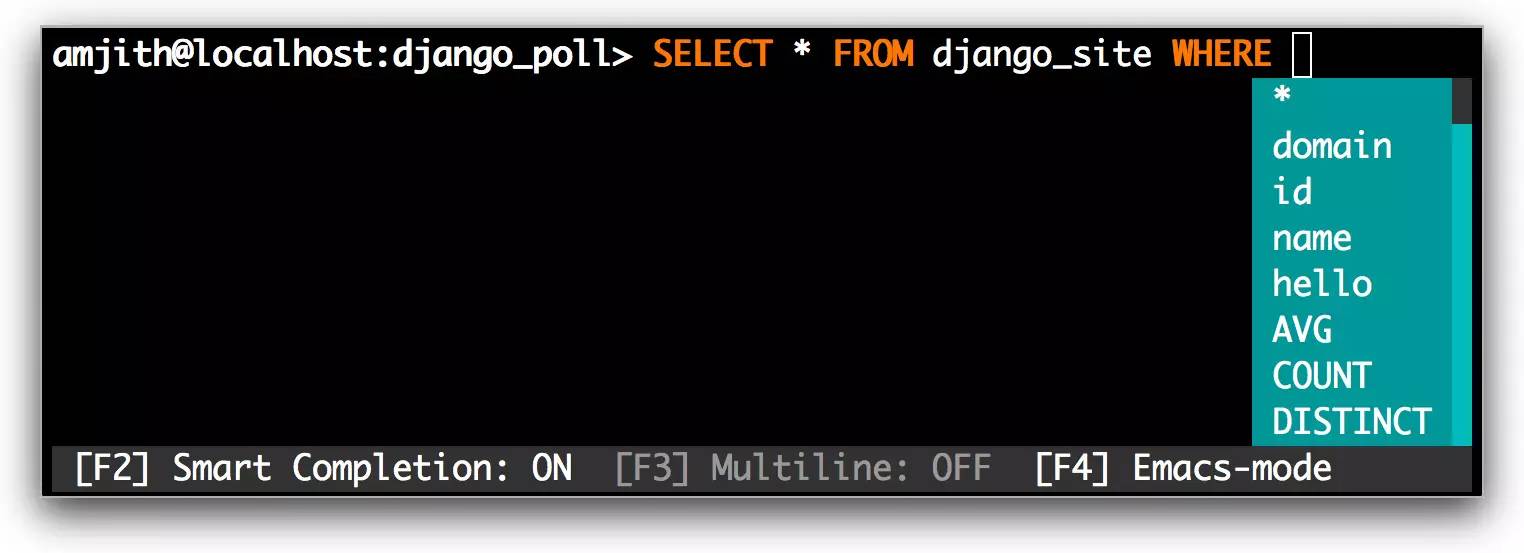 amjith@localhost:django_poll> SELECT * FROM django_site WHERE
*
domain
id
name
hello
AVG
COUNT
DISTINCT
[F2] Smart Completion: ON [F3] Multiline: OFF [F4] Emacs-mode